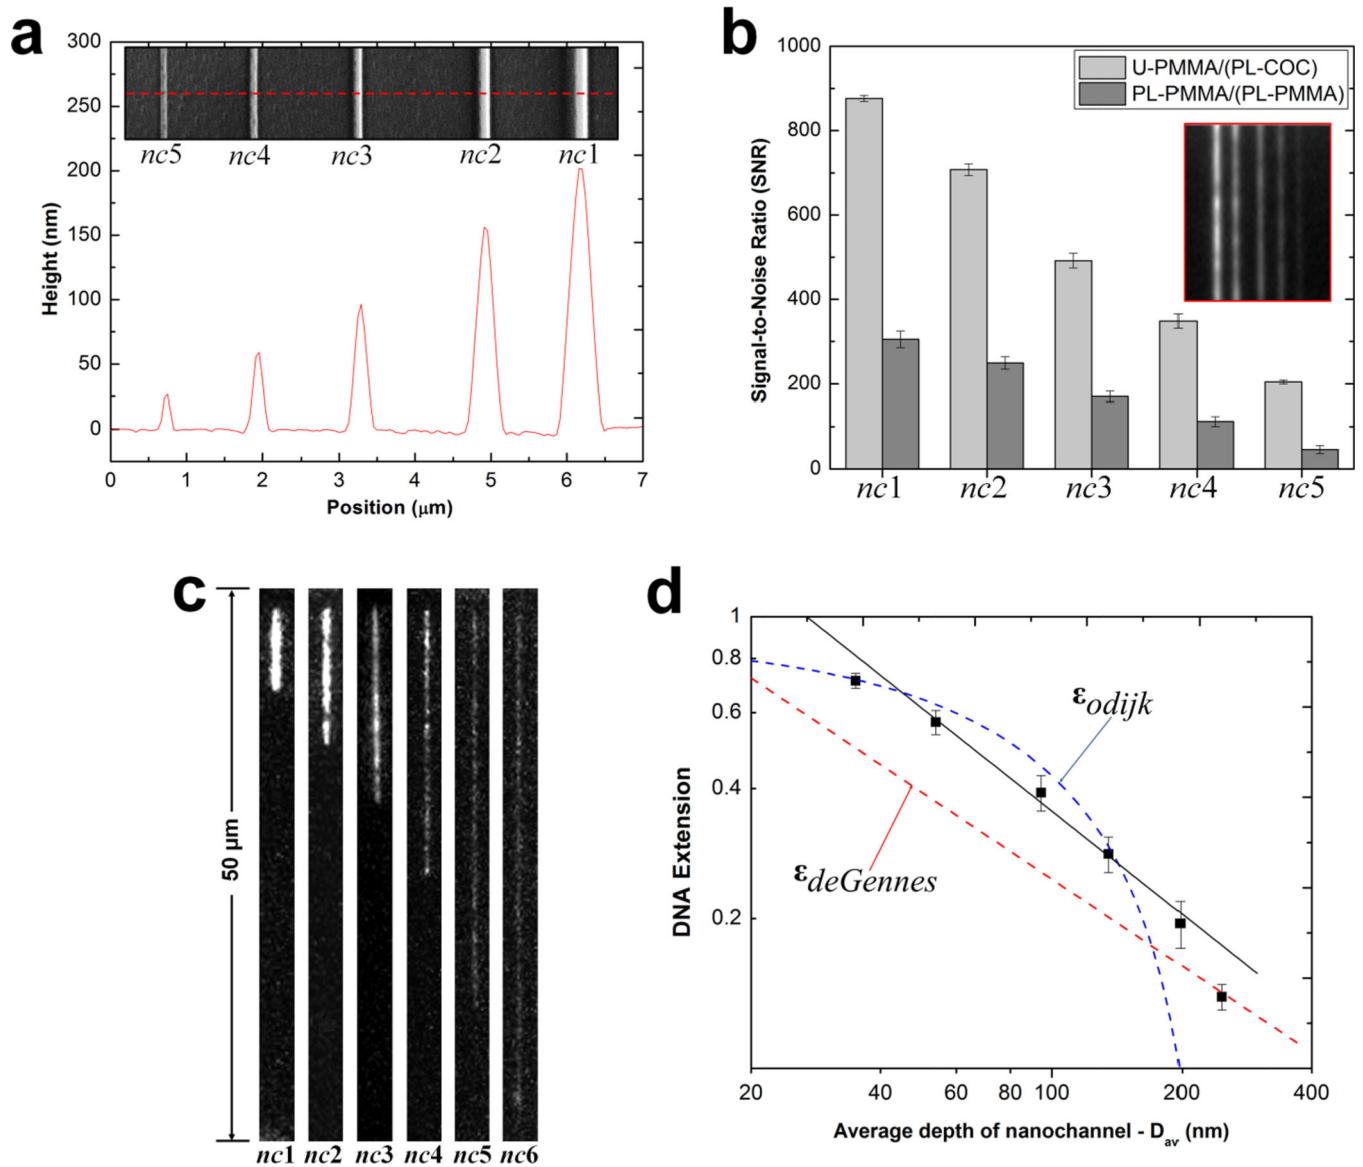 a
300
250
200
150
100
50
0
Height (nm)
nc5 nc4 nc3 nc2 nc1
0 1 2 3 4 5 6 7
Position (µm)
b
1000
800
600
400
200
0
Signal-to-Noise Ratio (SNR)
U-PMMA/(PL-COC)
PL-PMMA/(PL-PMMA)
nc1 nc2 nc3 nc4 nc5
c
50 µm
nc1 nc2 nc3 nc4 nc5 nc6
d
1
0.8
0.6
0.4
0.2
DNA Extension
εodijk
εdeGennes
20 40 60 80 100 200 400
Average depth of nanochannel - Dav (nm)